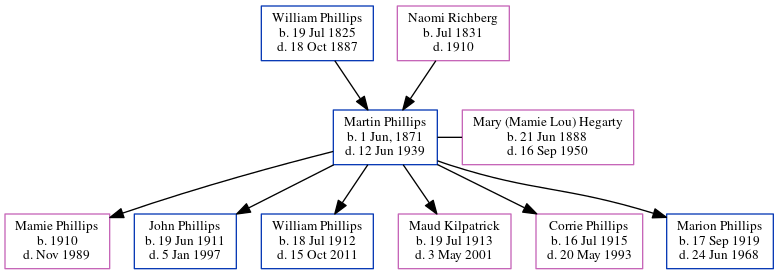 William Phillips
b. 19 Jul 1825
d. 18 Oct 1887
Naomi Richberg
b. Jul 1831
d. 1910
Martin Phillips
b. 1 Jun, 1871
d. 12 Jun 1939
Mary (Mamie Lou) Hegarty
b. 21 Jun 1888
d. 16 Sep 1950
Mamie Phillips
b. 1910
d. Nov 1989
John Phillips
b. 19 Jun 1911
d. 5 Jan 1997
William Phillips
b. 18 Jul 1912
d. 15 Oct 2011
Maud Kilpatrick
b. 19 Jul 1913
d. 3 May 2001
Corrie Phillips
b. 16 Jul 1915
d. 20 May 1993
Marion Phillips
b. 17 Sep 1919
d. 24 Jun 1968